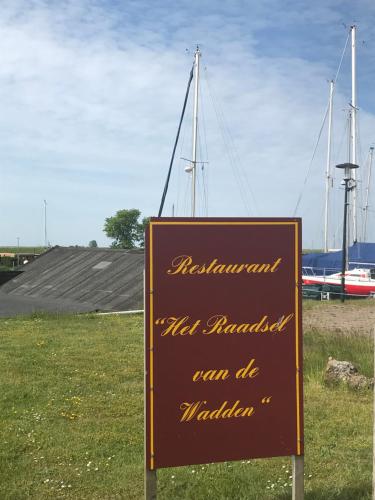 Restaurant
"Het Raadsel
van de
Wadden"